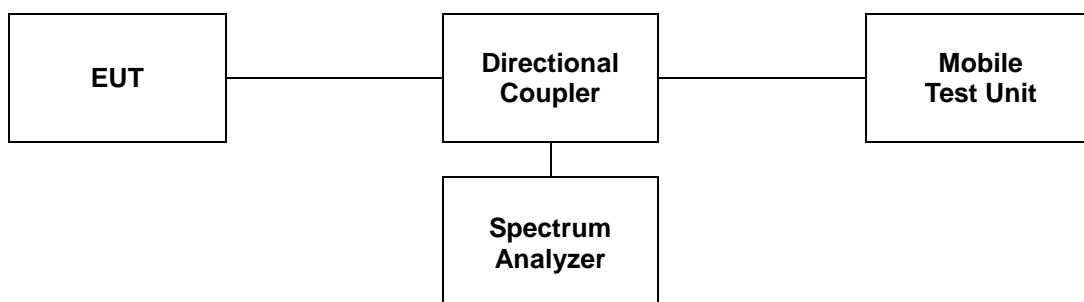 EUT
Directional
Coupler
Mobile
Test Unit
Spectrum
Analyzer